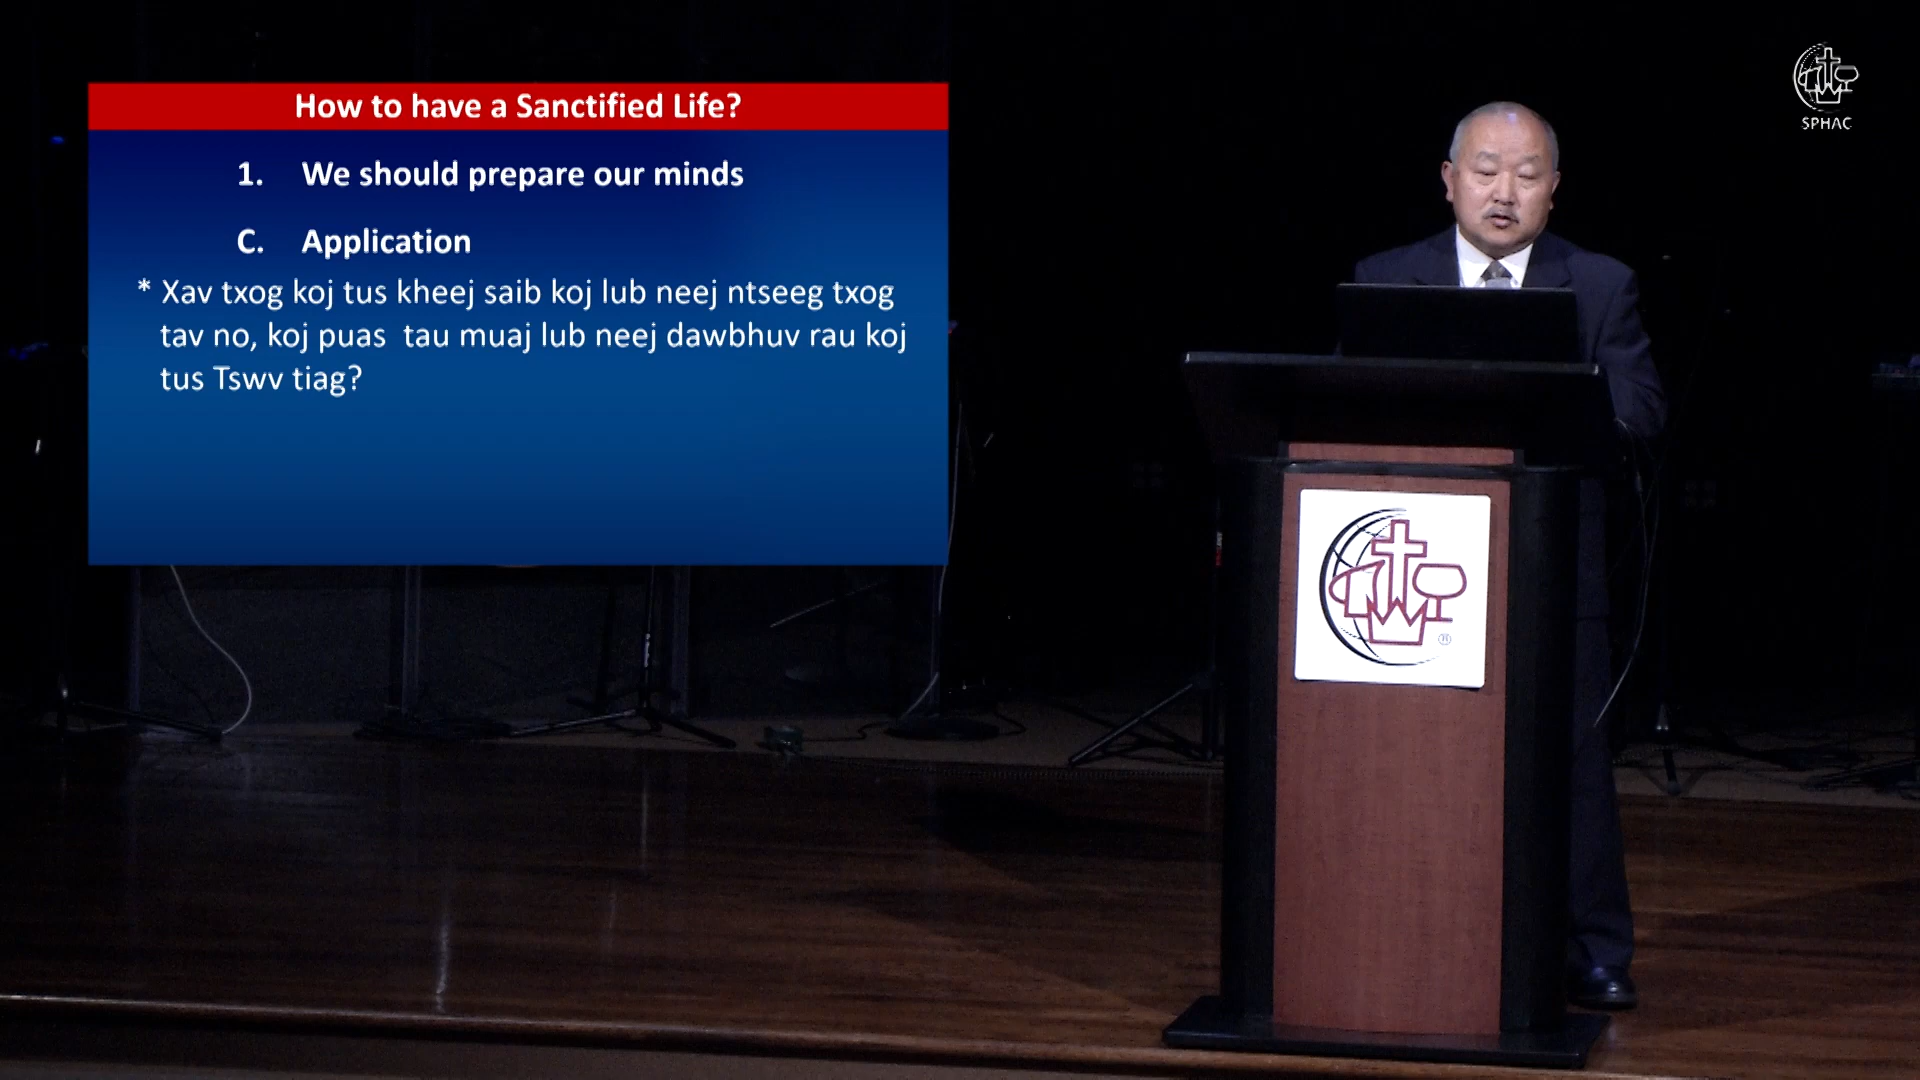 How to have a Sanctified Life?
1. We should prepare our minds
C. Application
* Xav txog koj tus kheej saib koj lub neej ntseeg txog
tav no, koj puas tau muaj lub neej dawbhuv rau koj
tus Tswv tiag?
SPHAC
®